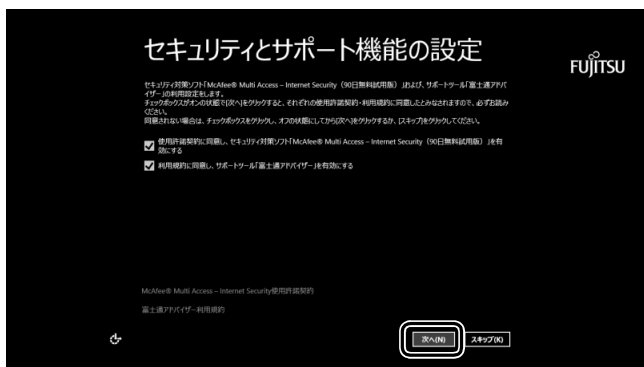 セキュリティとサポート機能の設定
FUJITSU
セキュリティ対策ソフト「McAfee® Multi Access – Internet Security（90日無料試用版）」および、サポートツール「富士通アドバイ
ザー」の利用設定をします。
チェックボックスがオンの状態で[次へ]をクリックすると、それぞれの使用許諾契約・利用規約に同意したとみなされますので、必ずお読み
ください。
同意されない場合は、チェックボックスをクリックし、オフの状態にしてから[次へ]をクリックするか、[スキップ]をクリックしてください。
使用許諾契約に同意し、セキュリティ対策ソフト「McAfee® Multi Access – Internet Security（90日無料試用版）」を有
効にする
利用規約に同意し、サポートツール「富士通アドバイザー」を有効にする
McAfee® Multi Access – Internet Security使用許諾契約
富士通アドバイザー利用規約
次へ(N)
スキップ(K)